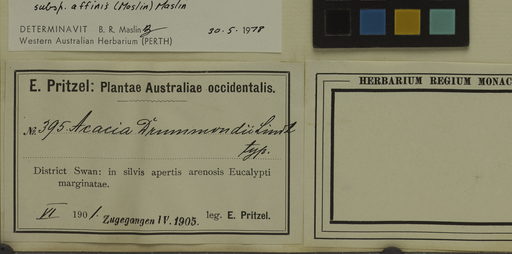 subsp. affinis (Maslin) Maslin
DETERMINAVIT B. R. Maslin 30.5.1978
Western Australian Herbarium (PERTH)
E. Pritzel: Plantae Australiae occidentalis.
No. 395. Acacia Drummondii Lindl
typ.
District Swan: in silvis apertis arenosis Eucalypti
marginatae.
VI 1901. Zugegangen IV. 1905. leg. E. Pritzel.
HERBARIUM REGIUM MONAC